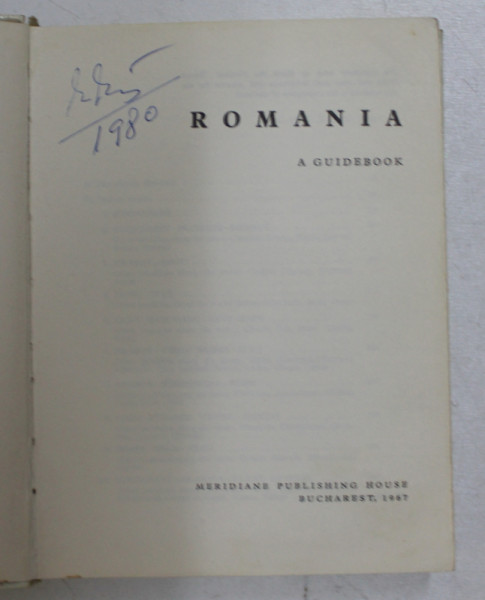 1980
ROMANIA
A GUIDEBOOK
MERIDIANE PUBLISHING HOUSE
BUCHAREST, 1967